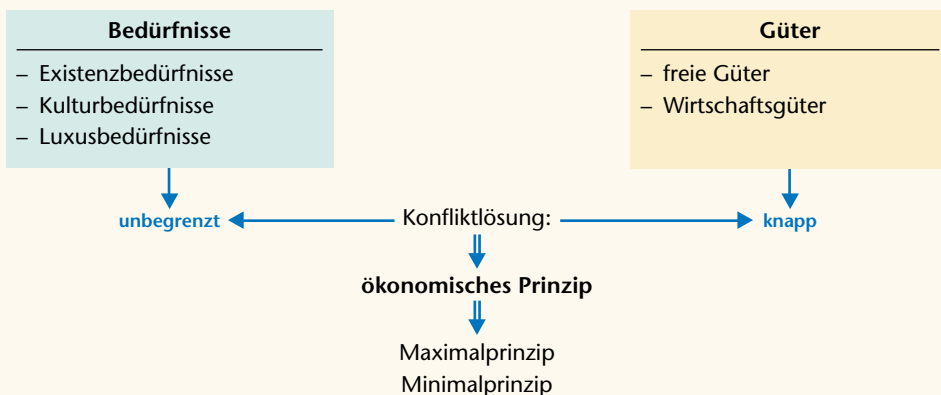 Bedürfnisse
– Existenzbedürfnisse
– Kulturbedürfnisse
– Luxusbedürfnisse
Güter
– freie Güter
– Wirtschaftsgüter
unbegrenzt
Konfliktlösung:
knapp
ökonomisches Prinzip
Maximalprinzip
Minimalprinzip